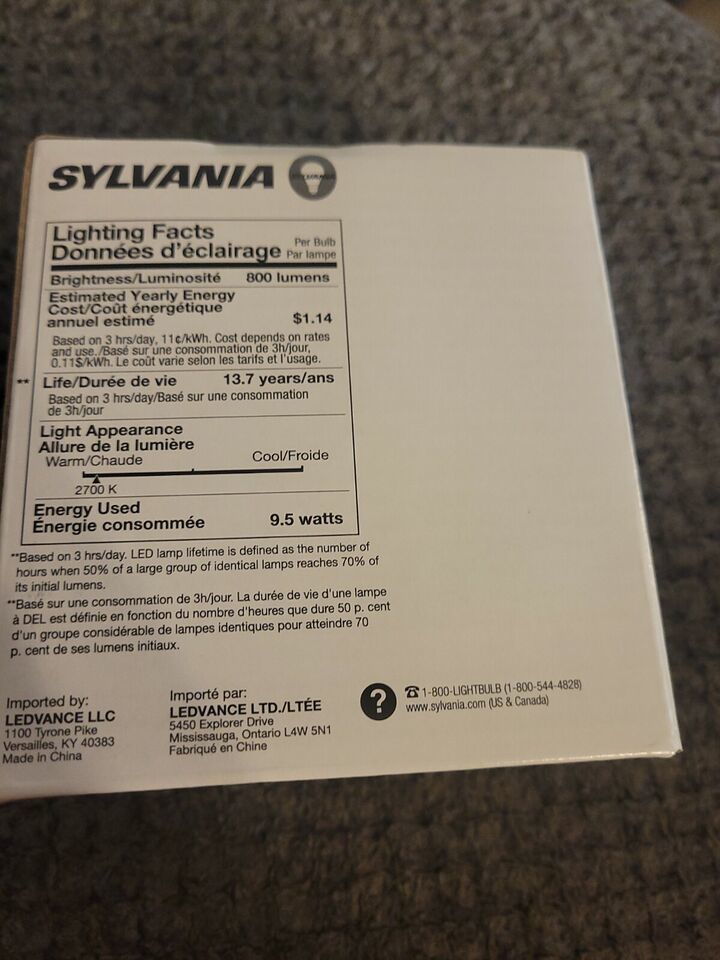 SYLVANIA
Lighting Facts
Données d'éclairage
Per Bulb
Par lampe
Brightness/Luminosité 800 lumens
Estimated Yearly Energy
Cost/Coût énergétique
annuel estimé $1.14
Based on 3 hrs/day, 11¢/kWh. Cost depends on rates
and use./Basé sur une consommation de 3h/jour,
0.11$/kWh. Le coût varie selon les tarifs et l'usage.
** Life/Durée de vie 13.7 years/ans
Based on 3 hrs/day/Basé sur une consommation
de 3h/jour
Light Appearance
Allure de la lumière
Warm/Chaude Cool/Froide
2700 K
Energy Used
Énergie consommée 9.5 watts
**Based on 3 hrs/day. LED lamp lifetime is defined as the number of
hours when 50% of a large group of identical lamps reaches 70% of
its initial lumens.
**Basé sur une consommation de 3h/jour. La durée de vie d'une lampe
à DEL est définie en fonction du nombre d'heures que dure 50 p. cent
d'un groupe considérable de lampes identiques pour atteindre 70
p. cent de ses lumens initiaux.
Imported by:
LEDVANCE LLC
1100 Tyrone Pike
Versailles, KY 40383
Made in China
Importé par:
LEDVANCE LTD./LTÉE
5450 Explorer Drive
Mississauga, Ontario L4W 5N1
Fabriqué en Chine
?
☎ 1-800-LIGHTBULB (1-800-544-4828)
www.sylvania.com (US & Canada)